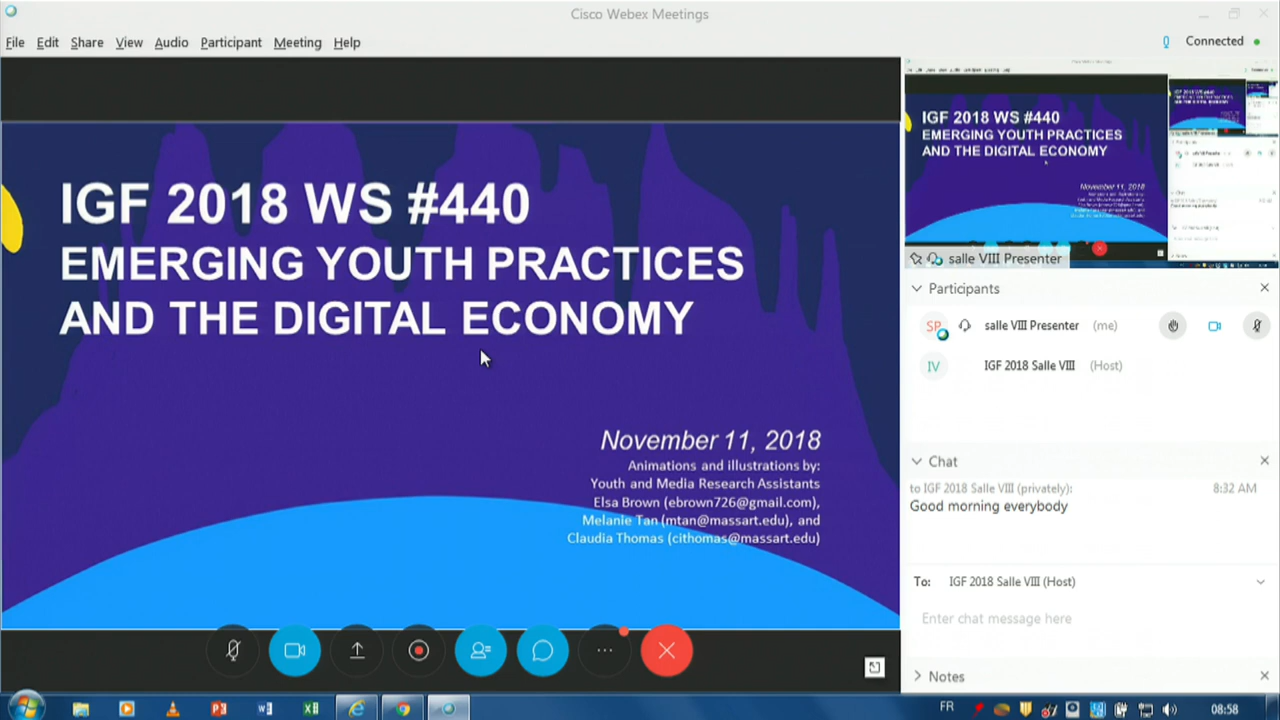 Cisco Webex Meetings
File Edit Share View Audio Participant Meeting Help
Connected
IGF 2018 WS #440
EMERGING YOUTH PRACTICES
AND THE DIGITAL ECONOMY
November 11, 2018
Animations and illustrations by:
Youth and Media Research Assistants
Elsa Brown (ebrown726@gmail.com),
Melanie Tan (mtan@massart.edu), and
Claudia Thomas (cithomas@massart.edu)
IGF 2018 WS #440
EMERGING YOUTH PRACTICES
AND THE DIGITAL ECONOMY
November 11, 2018
salle VIII Presenter
Participants
SP salle VIII Presenter (me)
IV IGF 2018 Salle VIII (Host)
Chat
to IGF 2018 Salle VIII (privately): 8:32 AM
Good morning everybody
To: IGF 2018 Salle VIII (Host)
Enter chat message here
Notes
FR 08:58